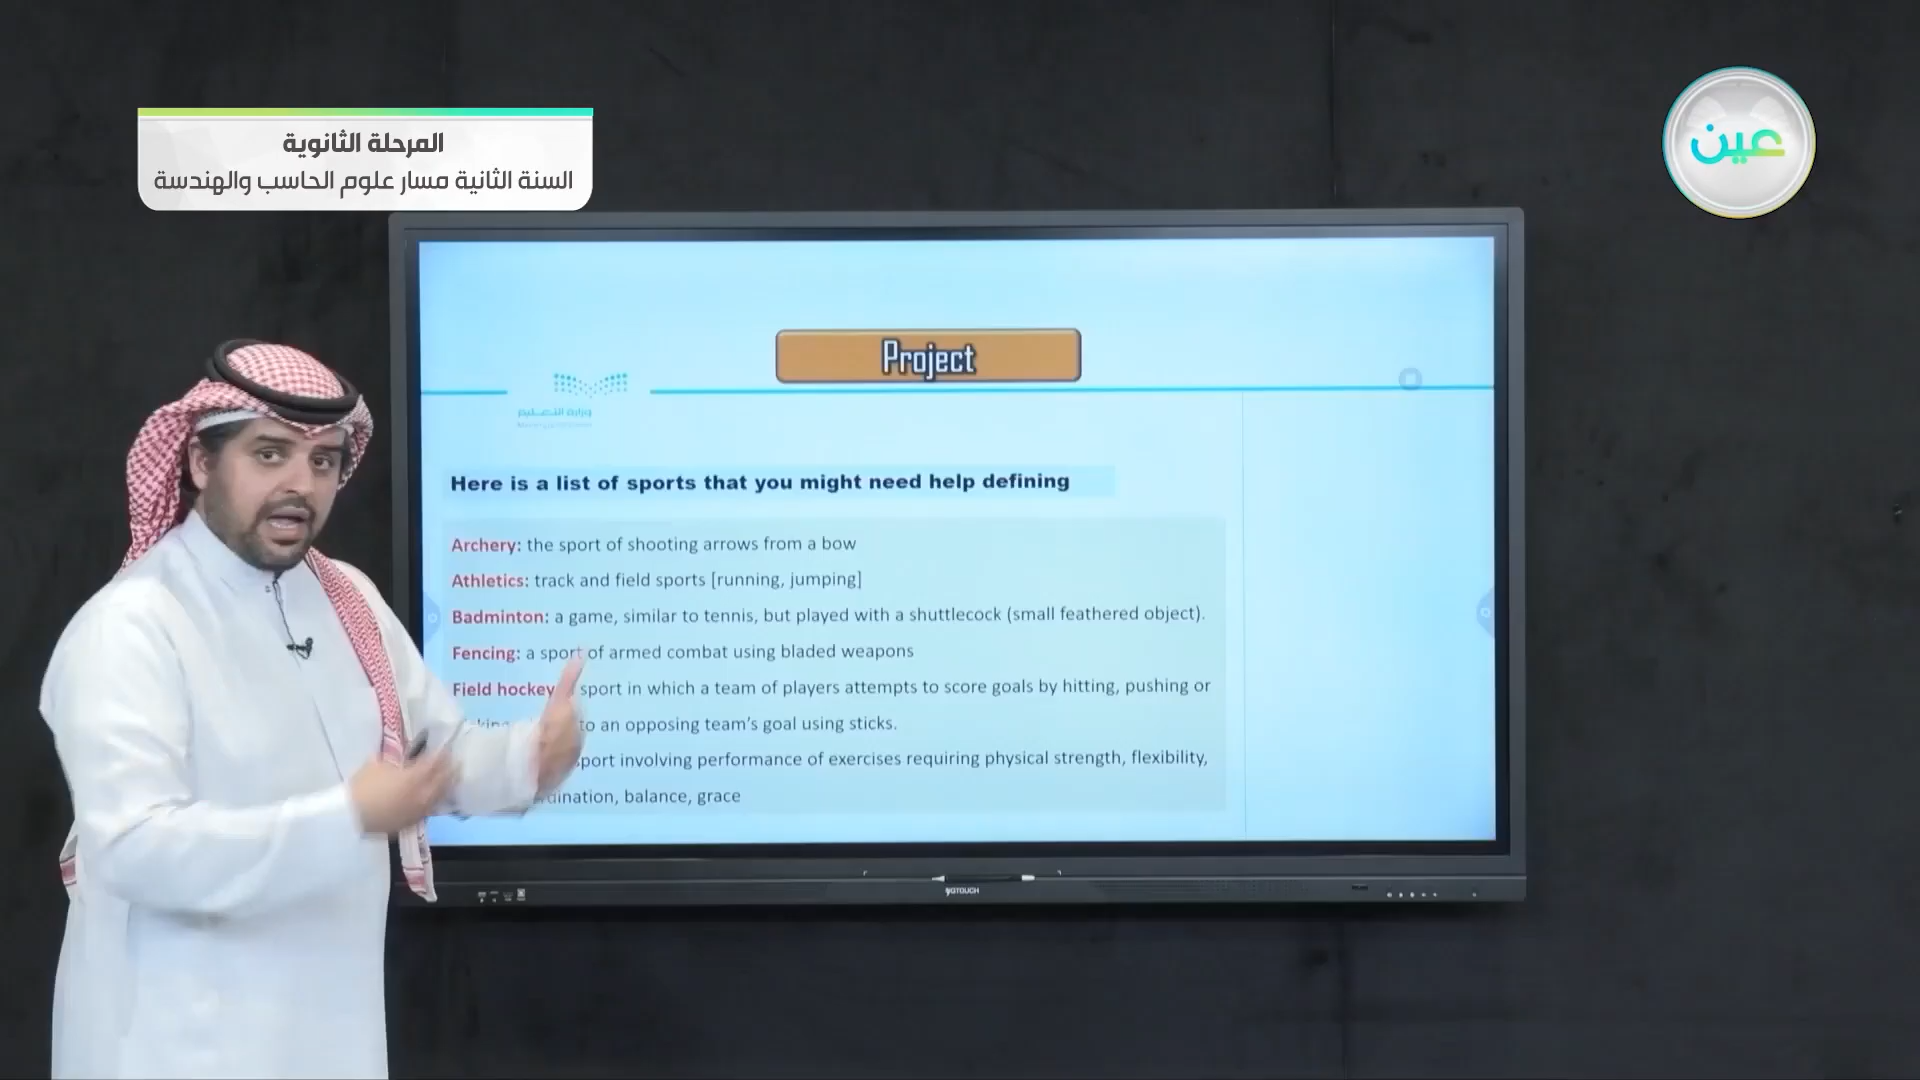 المرحلة الثانوية
السنة الثانية مسار علوم الحاسب والهندسة
عين
Project
وزارة التعليم
Here is a list of sports that you might need help defining
Archery: the sport of shooting arrows from a bow
Athletics: track and field sports [running, jumping]
Badminton: a game, similar to tennis, but played with a shuttlecock (small feathered object).
Fencing: a sport of armed combat using bladed weapons
Field hockey sport in which a team of players attempts to score goals by hitting, pushing or
to an opposing team's goal using sticks.
sport involving performance of exercises requiring physical strength, flexibility,
dination, balance, grace